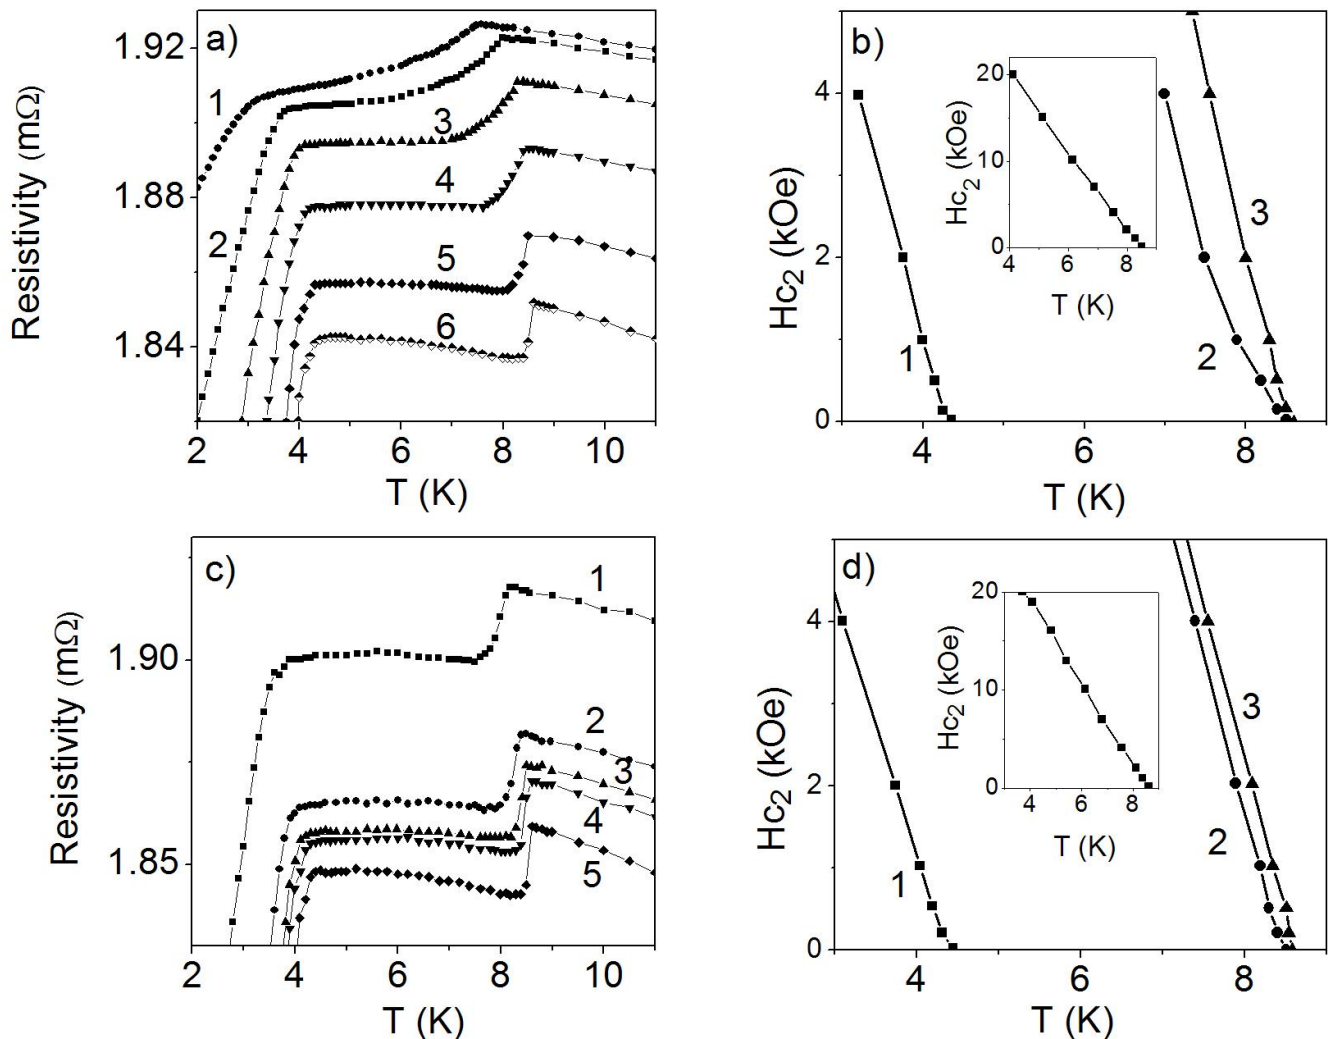 a)
Resistivity (mΩ)
1.92
1.88
1.84
1
2
3
4
5
6
2 4 6 8 10
T (K)
b)
Hc2 (kOe)
4
2
0
1
2
3
4 6 8
T (K)
Hc2 (kOe)
20
10
0
4 6 8
T (K)
c)
Resistivity (mΩ)
1.90
1.85
1
2
3
4
5
2 4 6 8 10
T (K)
d)
Hc2 (kOe)
4
2
0
1
2
3
4 6 8
T (K)
Hc2 (kOe)
20
10
0
4 6 8
T (K)